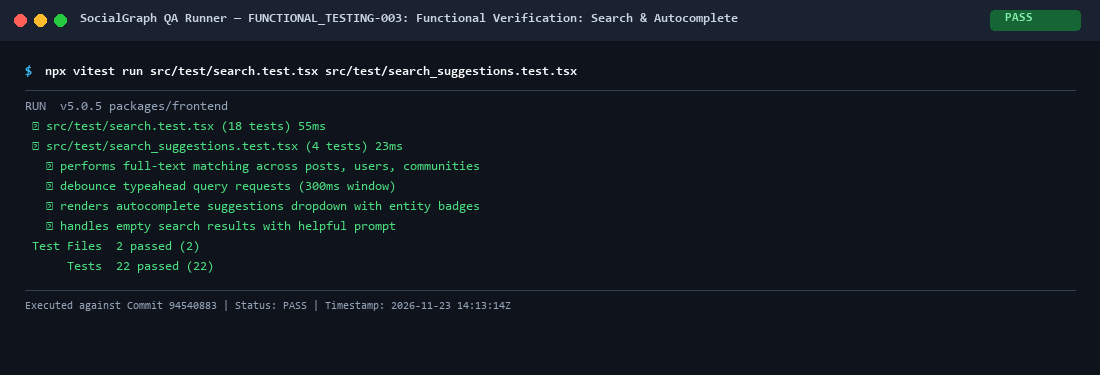 SocialGraph QA Runner — FUNCTIONAL_TESTING-003: Functional Verification: Search & Autocomplete
PASS
$ npx vitest run src/test/search.test.tsx src/test/search_suggestions.test.tsx
RUN  v5.0.5 packages/frontend
src/test/search.test.tsx (18 tests) 55ms
src/test/search_suggestions.test.tsx (4 tests) 23ms
performs full-text matching across posts, users, communities
debounce typeahead query requests (300ms window)
renders autocomplete suggestions dropdown with entity badges
handles empty search results with helpful prompt
Test Files  2 passed (2)
Tests  22 passed (22)
Executed against Commit 94540883 | Status: PASS | Timestamp: 2026-11-23 14:13:14Z